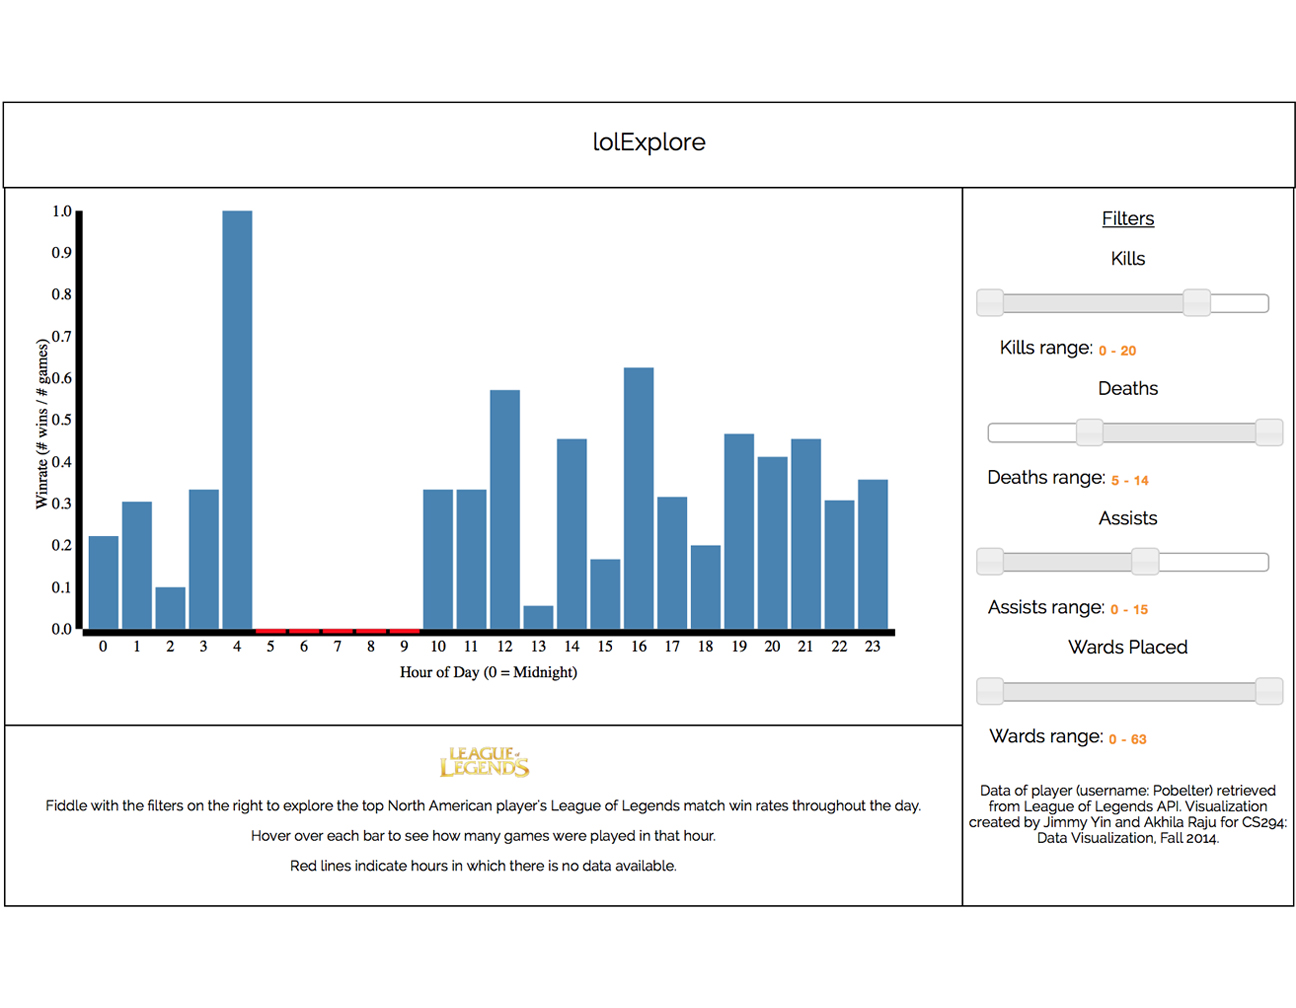 lolExplore
1.0
0.9
0.8
0.7
0.6
0.5
0.4
0.3
0.2
0.1
0.0
Winrate (# wins / # games)
0 1 2 3 4 5 6 7 8 9 10 11 12 13 14 15 16 17 18 19 20 21 22 23
Hour of Day (0 = Midnight)
LEAGUE of
LEGENDS
Fiddle with the filters on the right to explore the top North American player's League of Legends match win rates throughout the day.
Hover over each bar to see how many games were played in that hour.
Red lines indicate hours in which there is no data available.
Filters
Kills
Kills range: 0 - 20
Deaths
Deaths range: 5 - 14
Assists
Assists range: 0 - 15
Wards Placed
Wards range: 0 - 63
Data of player (username: Pobelter) retrieved
from League of Legends API. Visualization
created by Jimmy Yin and Akhila Raju for CS294:
Data Visualization, Fall 2014.